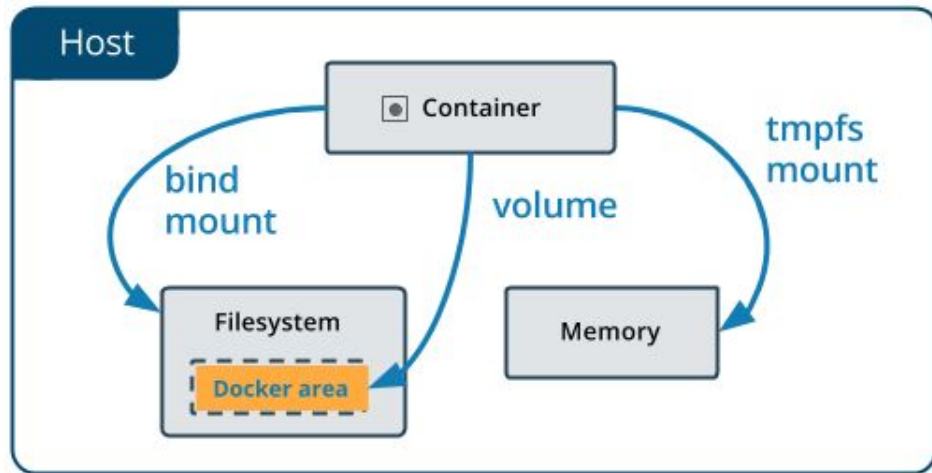 Host
Container
bind
mount
volume
tmpfs
mount
Filesystem
Docker area
Memory